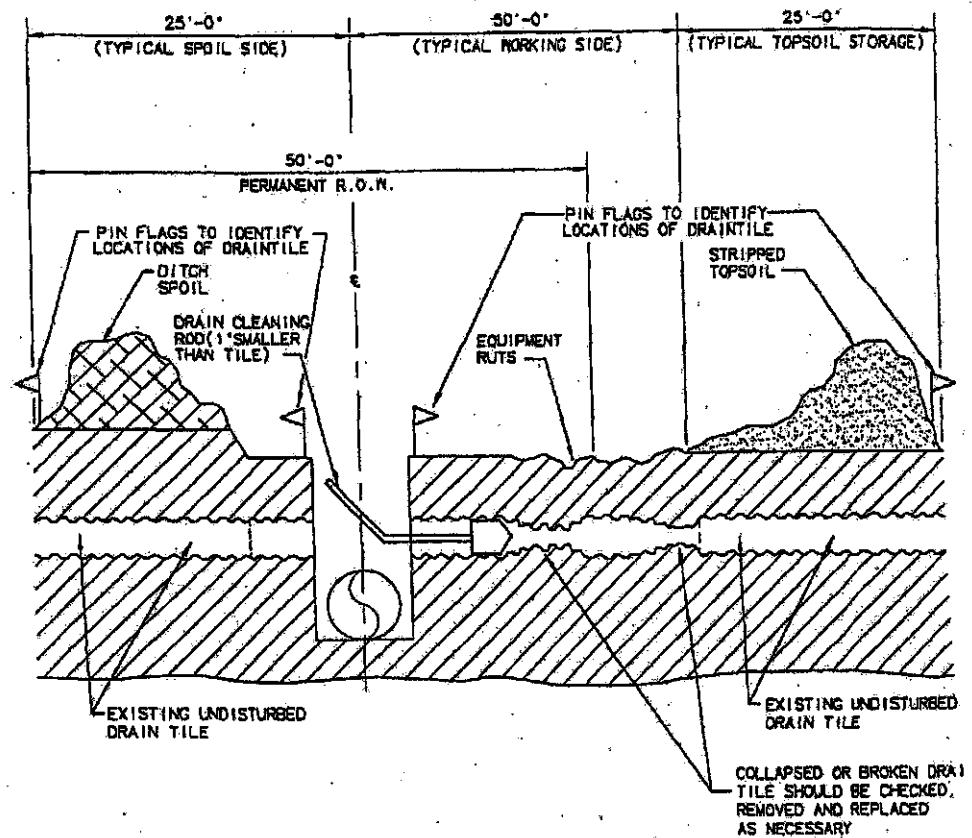 25'-0"
50'-0"
25'-0"
(TYPICAL SPOIL SIDE)
(TYPICAL WORKING SIDE)
(TYPICAL TOPSOIL STORAGE)
50'-0"
PERMANENT R.O.W.
PIN FLAGS TO IDENTIFY
LOCATIONS OF DRAINTILE
PIN FLAGS TO IDENTIFY
LOCATIONS OF DRAINTILE
DITCH
SPOIL
STRIPPED
TOPSOIL
DRAIN CLEANING
ROD(1"SMALLER
THAN TILE)
EQUIPMENT
RUTS
EXISTING UNDISTURBED
DRAIN TILE
EXISTING UNDISTURBED
DRAIN TILE
COLLAPSED OR BROKEN DRAI
TILE SHOULD BE CHECKED,
REMOVED AND REPLACED
AS NECESSARY